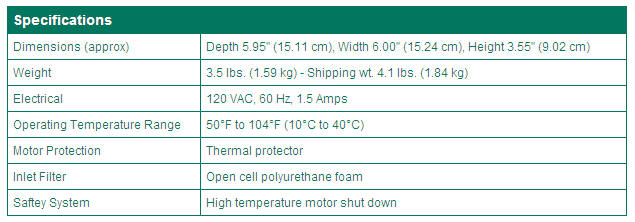 Specifications
Dimensions (approx) Depth 5.95" (15.11 cm), Width 6.00" (15.24 cm), Height 3.55" (9.02 cm)
Weight 3.5 lbs. (1.59 kg) - Shipping wt. 4.1 lbs. (1.84 kg)
Electrical 120 VAC, 60 Hz, 1.5 Amps
Operating Temperature Range 50°F to 104°F (10°C to 40°C)
Motor Protection Thermal protector
Inlet Filter Open cell polyurethane foam
Saftey System High temperature motor shut down